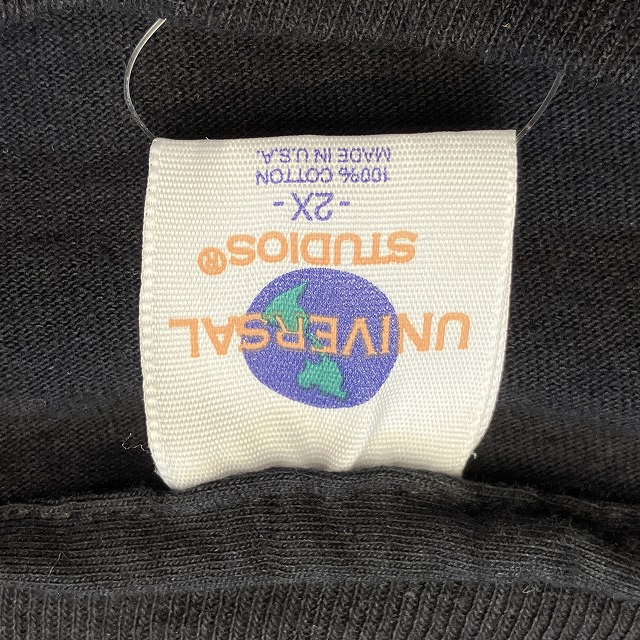 UNIVERSAL
STUDIOS®
- 2X -
100% COTTON
MADE IN U.S.A.